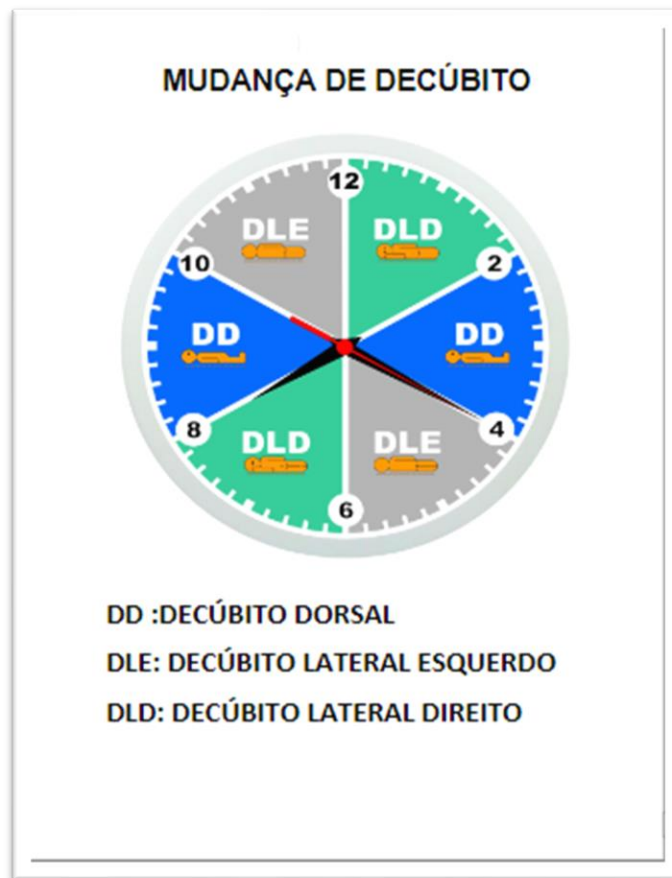 MUDANÇA DE DECÚBITO
12
DLE DLD
10 2
DD DD
8 4
DLD DLE
6
DD :DECÚBITO DORSAL
DLE: DECÚBITO LATERAL ESQUERDO
DLD: DECÚBITO LATERAL DIREITO